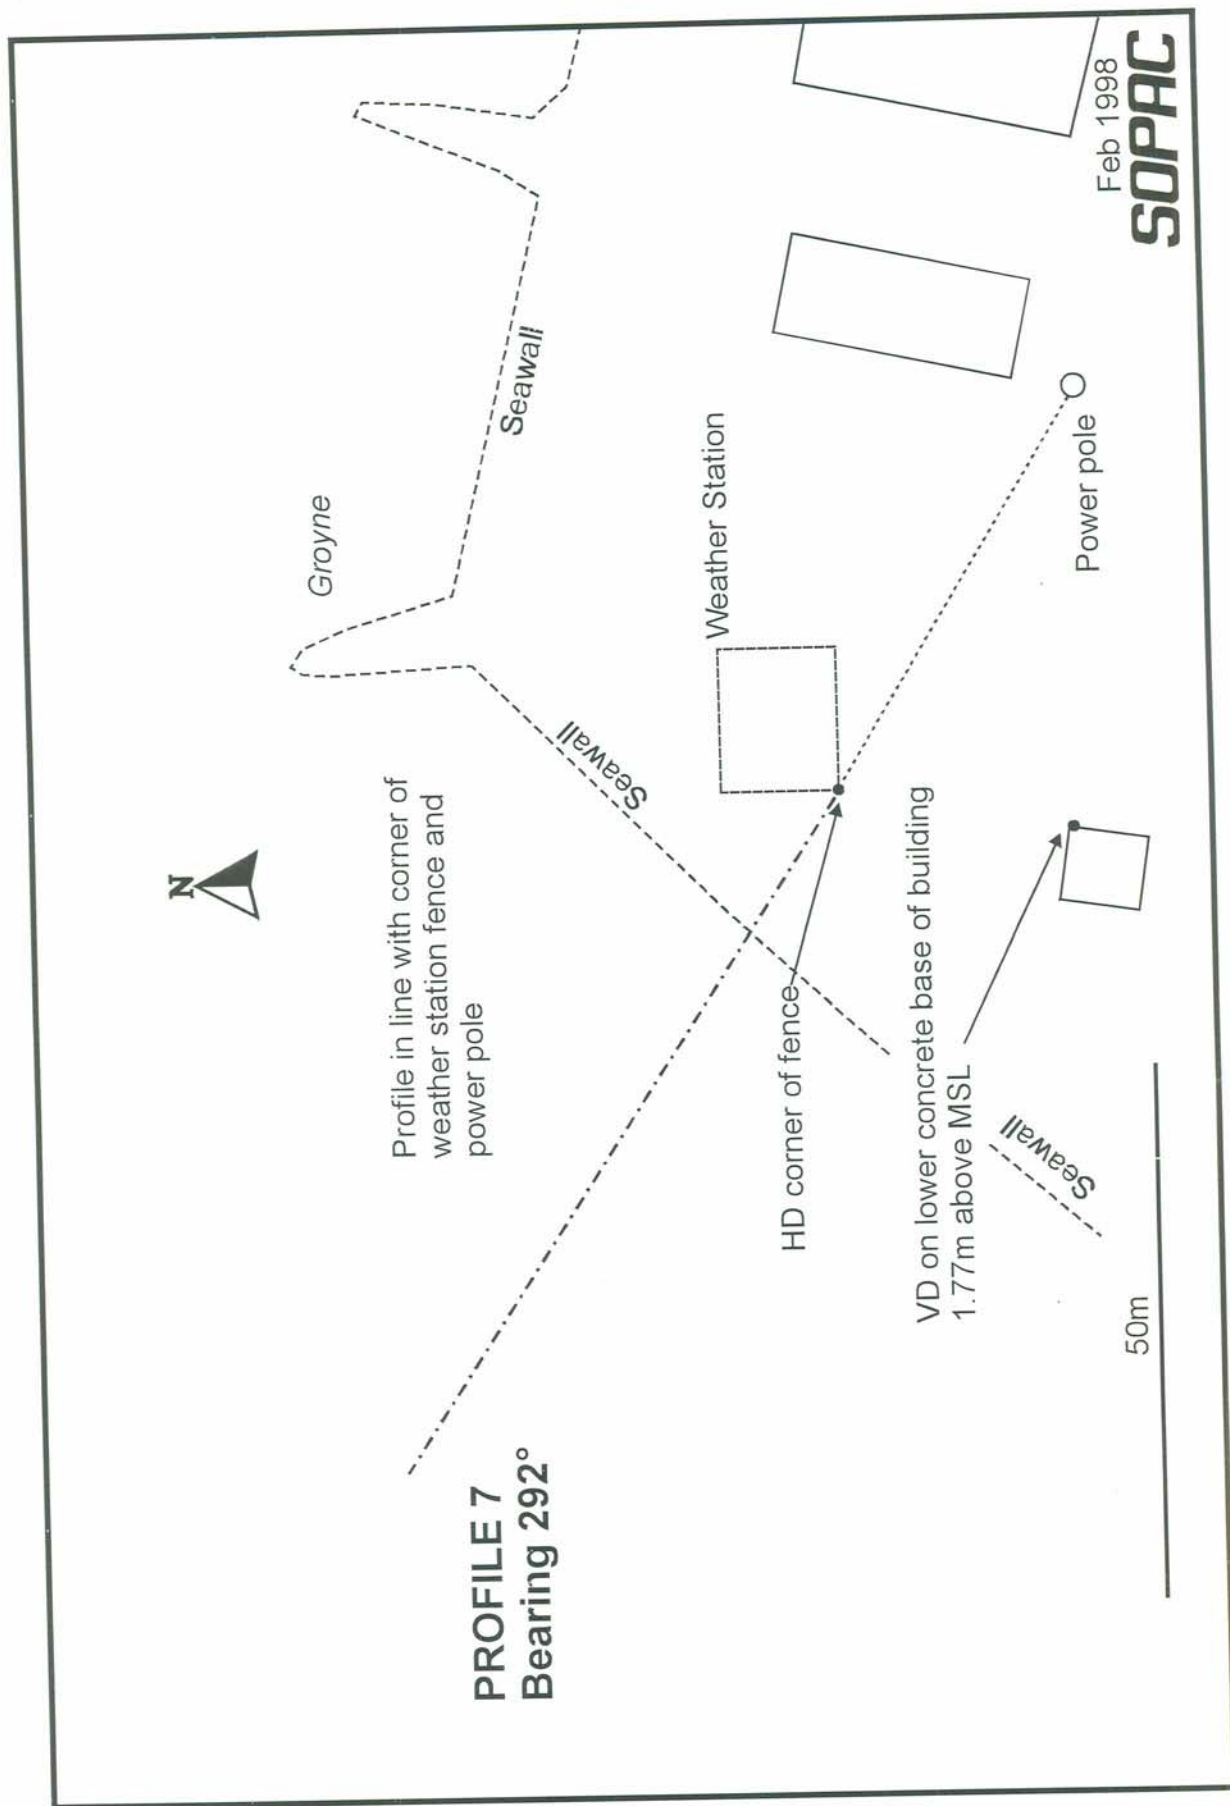 N
Groyne
Profile in line with corner of
weather station fence and
power pole
Seawall
Seawall
Weather Station
PROFILE 7
Bearing 292°
HD corner of fence
VD on lower concrete base of building
1.77m above MSL
Seawall
Power pole
50m
Feb 1998
SOPAC